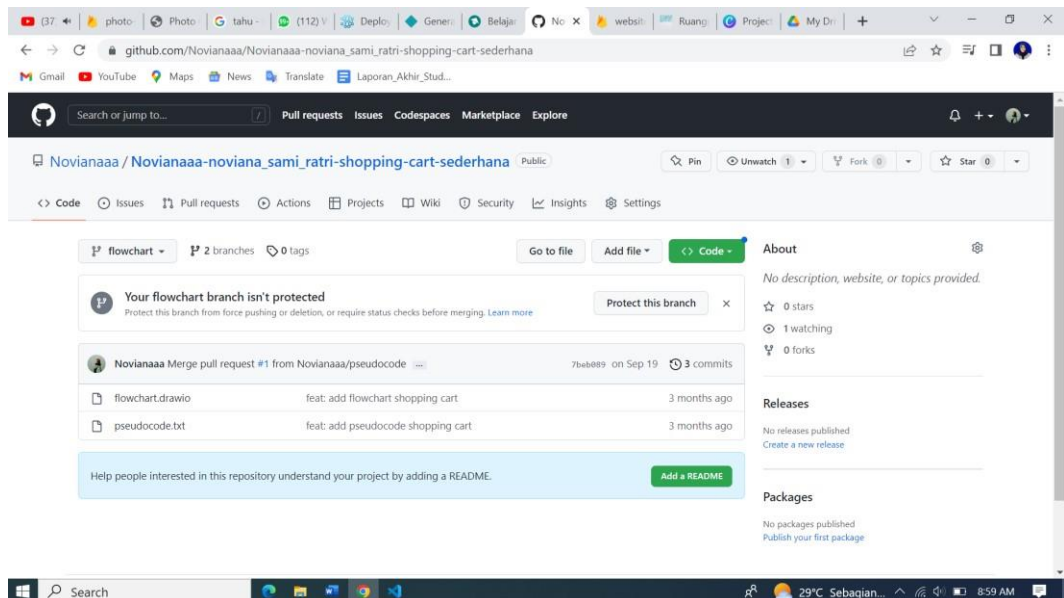 (37
photo
Photo
tahu -
(112) V
Deploy
Genera
Belajar
No
websit
Ruang
Project
My Dri
github.com/Novianaaa/Novianaaa-noviana_sami_ratri-shopping-cart-sederhana
Gmail YouTube Maps News Translate Laporan_Akhir_Stud...
Search or jump to... / Pull requests Issues Codespaces Marketplace Explore
Novianaaa / Novianaaa-noviana_sami_ratri-shopping-cart-sederhana Public Pin Unwatch 1 Fork 0 Star 0
<> Code Issues Pull requests Actions Projects Wiki Security Insights Settings
flowchart 2 branches 0 tags Go to file Add file <> Code
Your flowchart branch isn't protected
Protect this branch from force pushing or deletion, or require status checks before merging. Learn more
Protect this branch
Novianaaa Merge pull request #1 from Novianaaa/pseudocode ... 7beb089 on Sep 19 3 commits
flowchart.drawio feat: add flowchart shopping cart 3 months ago
pseudocode.txt feat: add pseudocode shopping cart 3 months ago
Help people interested in this repository understand your project by adding a README. Add a README
About
No description, website, or topics provided.
0 stars
1 watching
0 forks
Releases
No releases published
Create a new release
Packages
No packages published
Publish your first package
Search 29°C Sebagian... 8:59 AM